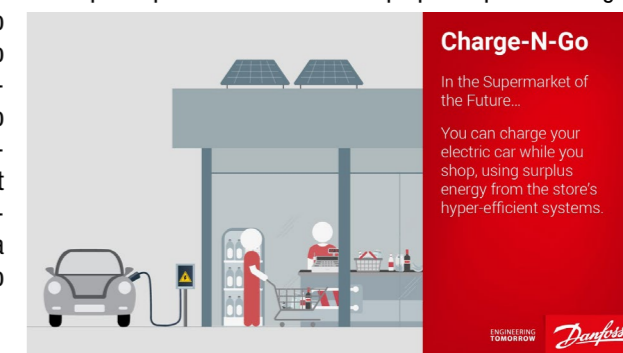 Charge-N-Go
In the Supermarket of
the Future...
You can charge your
electric car while you
shop, using surplus
energy from the store's
hyper-efficient systems.
ENGINEERING
TOMORROW
Danfoss